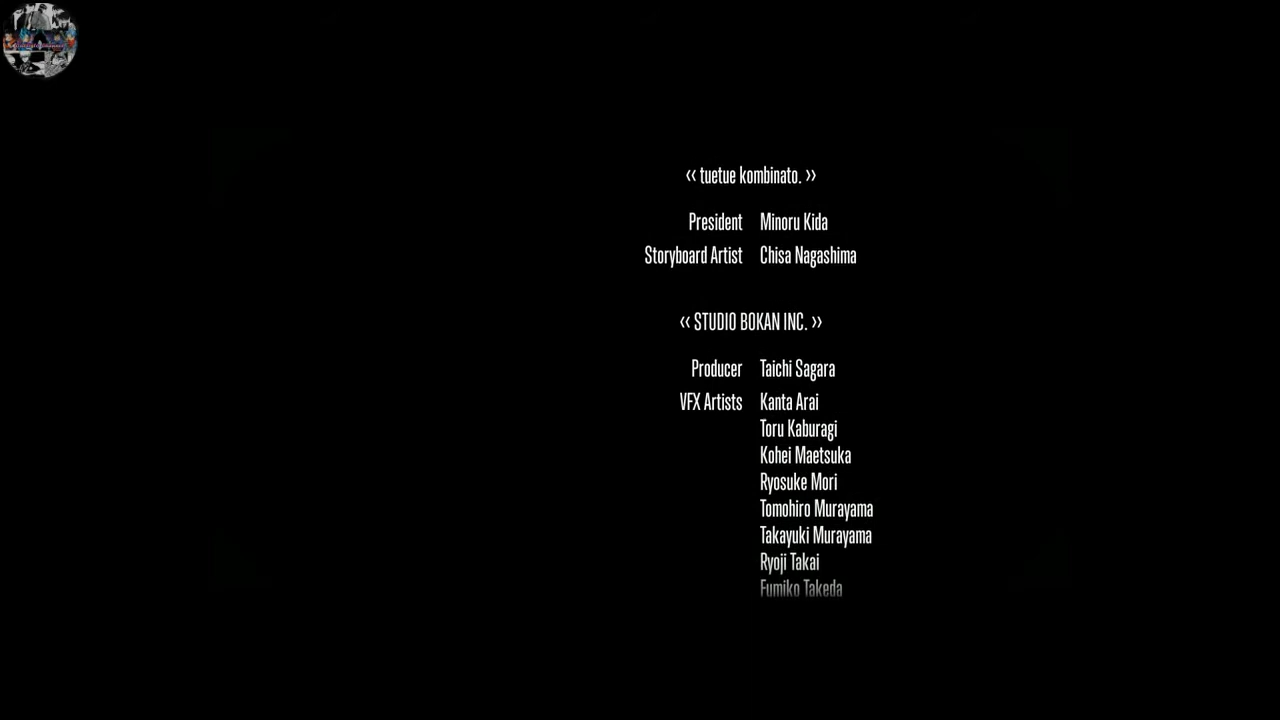 ‹‹ tuetue kombinato. ››
President Minoru Kida
Storyboard Artist Chisa Nagashima
‹‹ STUDIO BOKAN INC. ››
Producer Taichi Sagara
VFX Artists Kanta Arai
Toru Kaburagi
Kohei Maetsuka
Ryosuke Mori
Tomohiro Murayama
Takayuki Murayama
Ryoji Takai
Fumiko Takeda